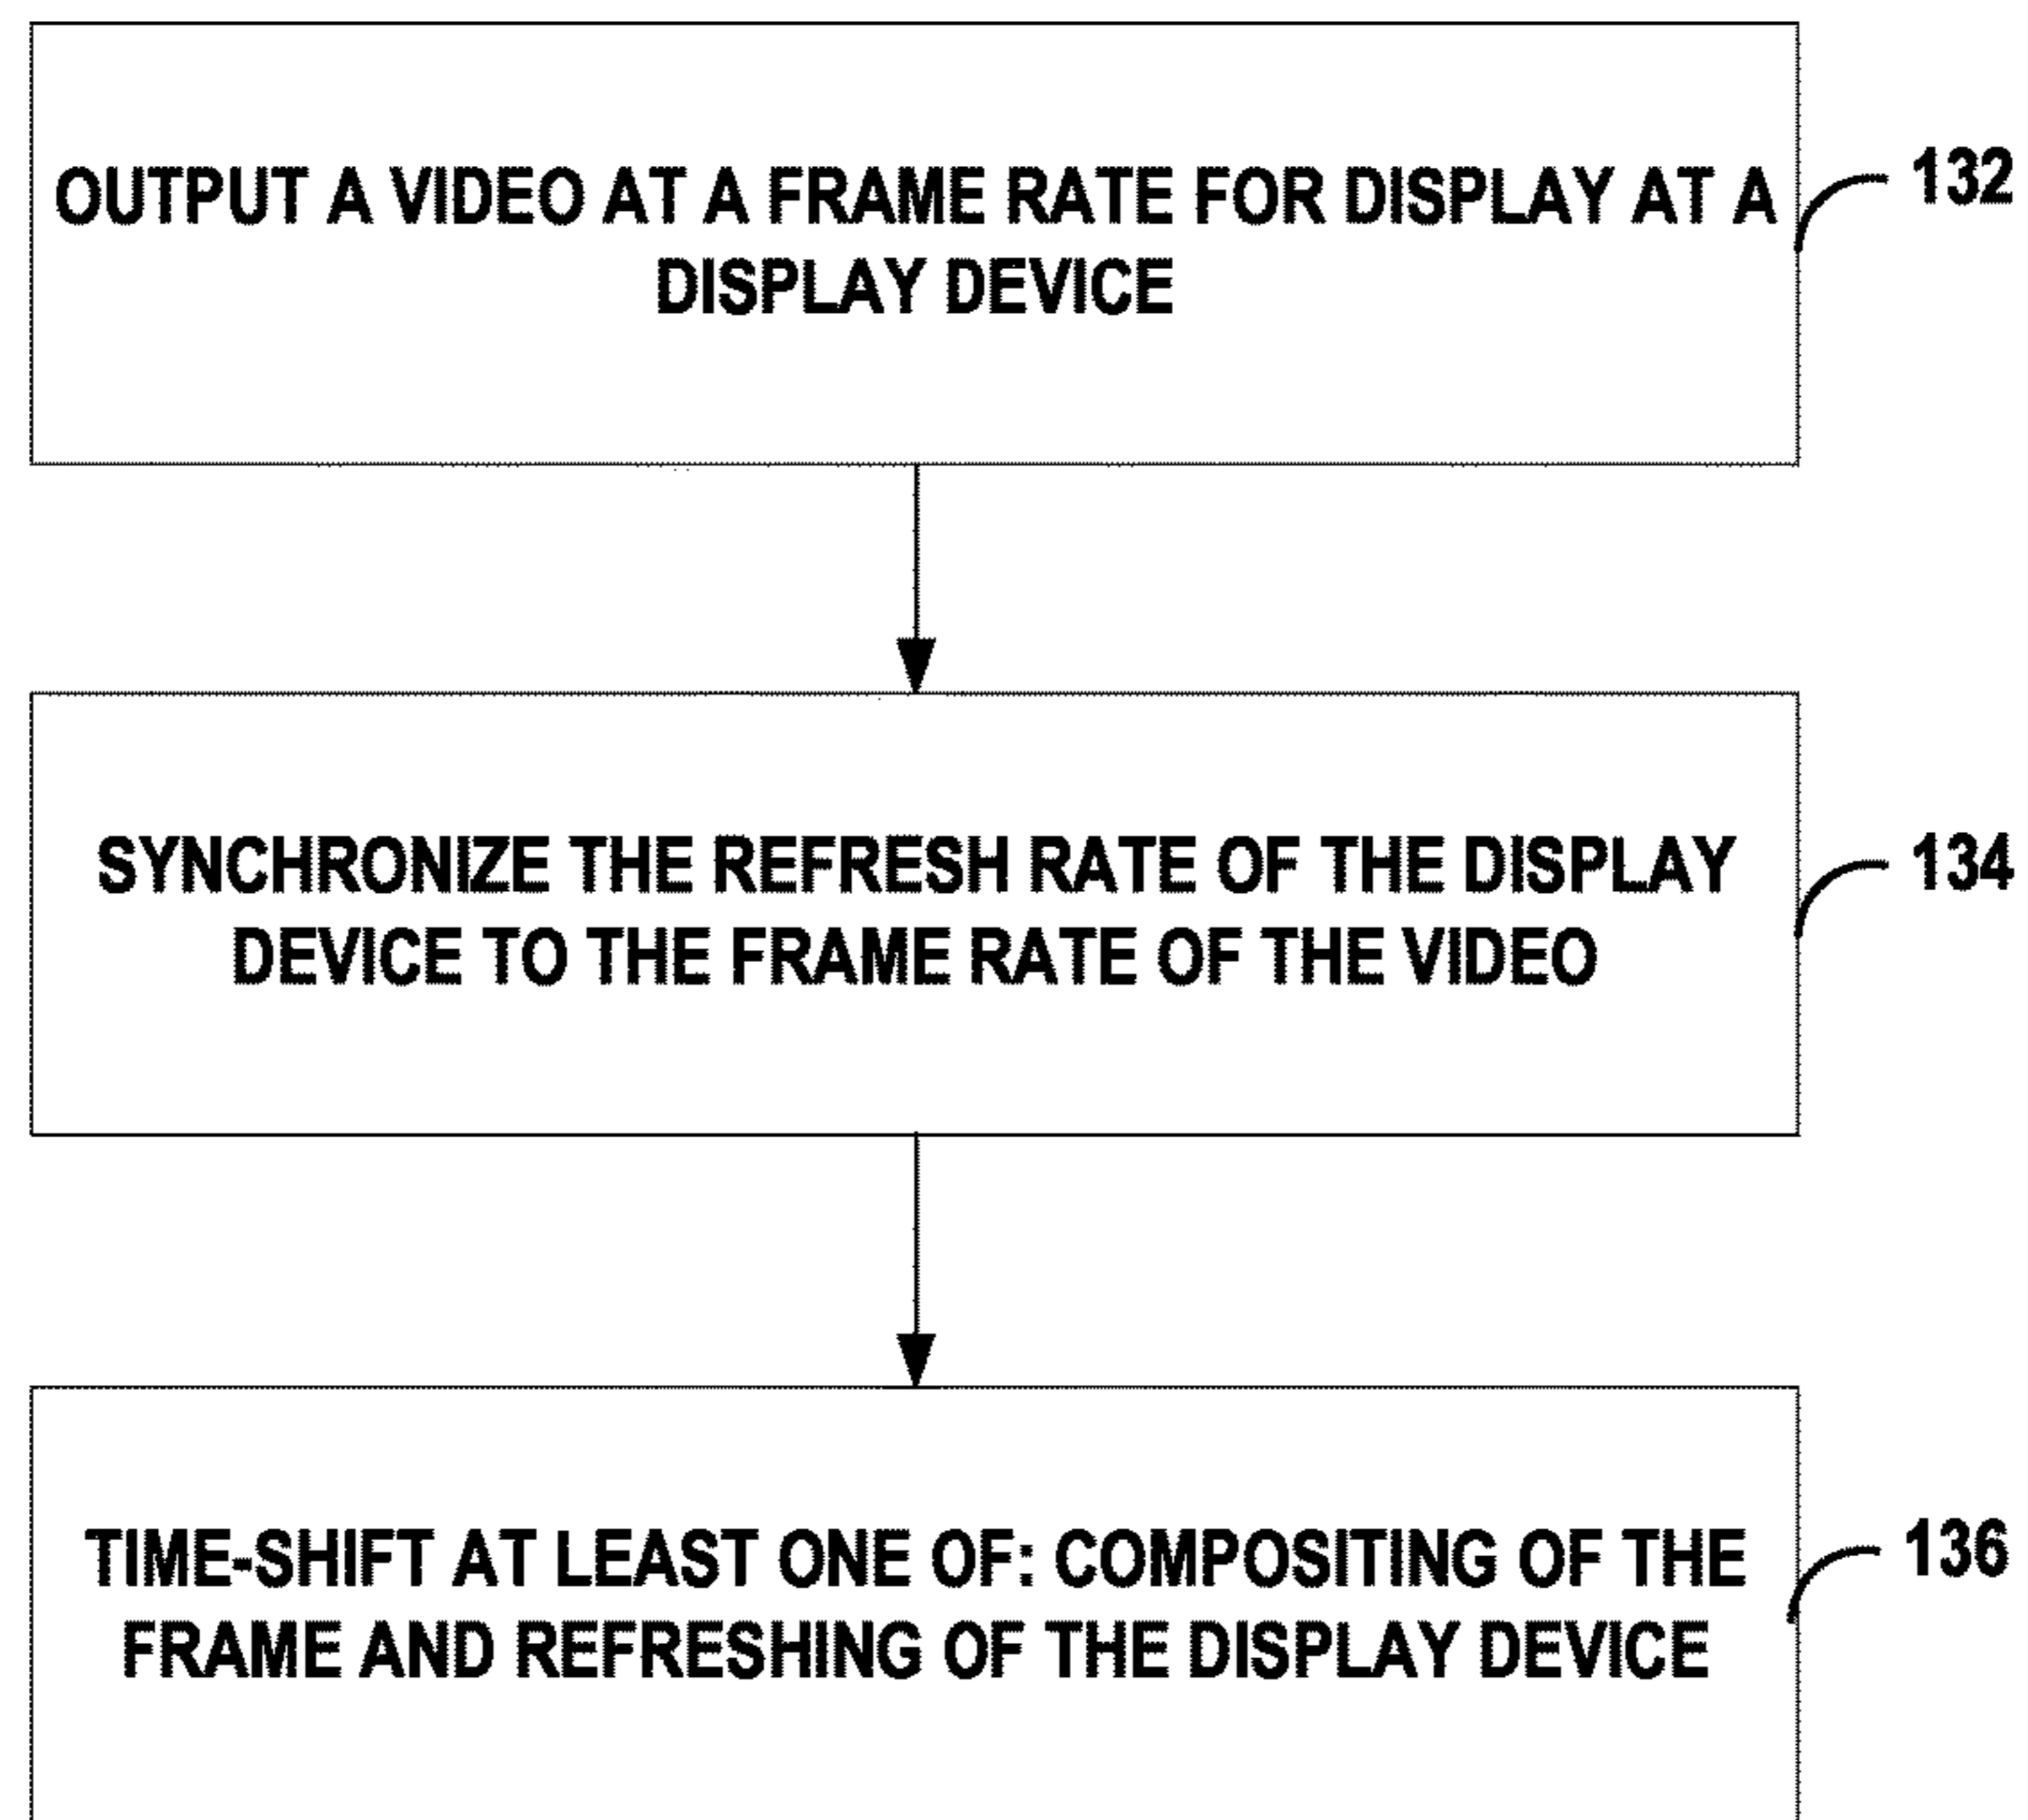 OUTPUT A VIDEO AT A FRAME RATE FOR DISPLAY AT A
DISPLAY DEVICE
132
SYNCHRONIZE THE REFRESH RATE OF THE DISPLAY
DEVICE TO THE FRAME RATE OF THE VIDEO
134
TIME-SHIFT AT LEAST ONE OF: COMPOSITING OF THE
FRAME AND REFRESHING OF THE DISPLAY DEVICE
136